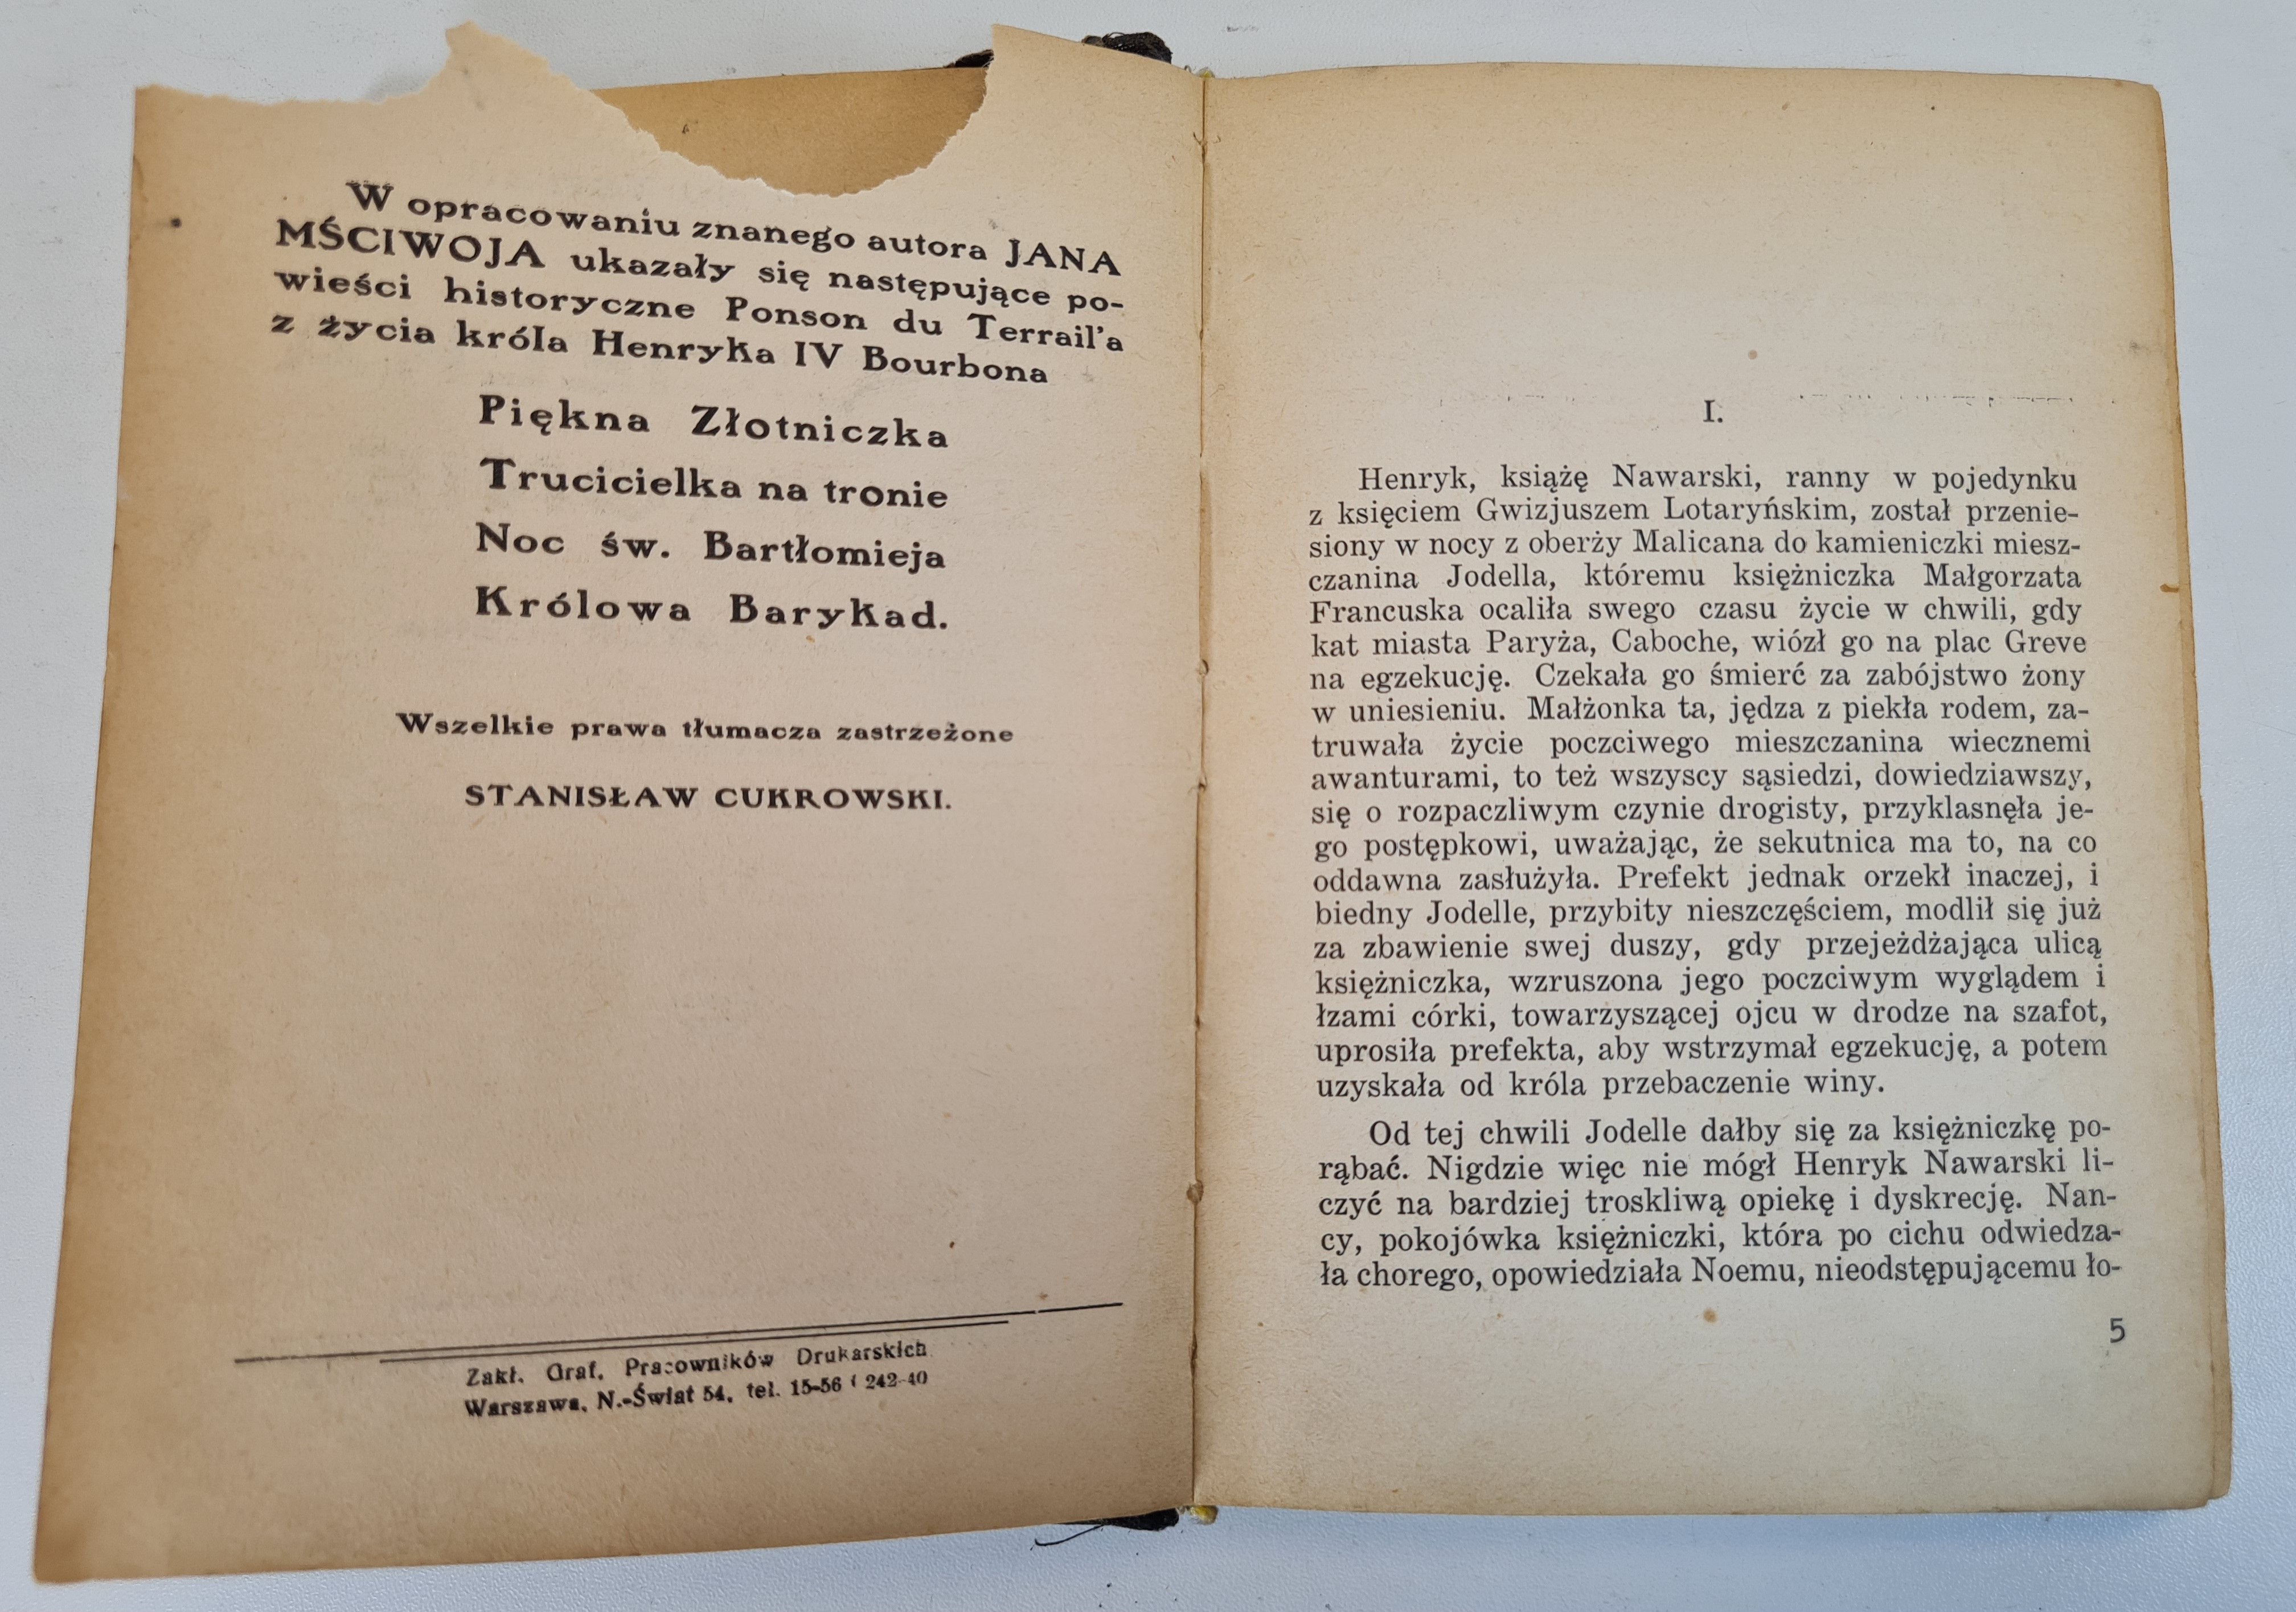 W opracowaniu znanego autora JANA
MŚCIWOJA ukazały się następujące po-
wieści historyczne Ponson du Terrail'a
z życia króla Henryka IV Bourbona
Piękna Złotniczka
Trucicielka na tronie
Noc św. Bartłomieja
Królowa Barykad.
Wszelkie prawa tłumacza zastrzeżone
STANISŁAW CUKROWSKI.
Zakł. Graf. Pracowników Drukarskich
Warszawa, N.-Świat 54, tel. 15-56 i 242-40
I.
Henryk, książę Nawarski, ranny w pojedynku
z księciem Gwizjuszem Lotaryńskim, został przenie-
siony w nocy z oberży Malicana do kamieniczki miesz-
czanina Jodella, któremu księżniczka Małgorzata
Francuska ocaliła swego czasu życie w chwili, gdy
kat miasta Paryża, Caboche, wiózł go na plac Greve
na egzekucję. Czekała go śmierć za zabójstwo żony
w uniesieniu. Małżonka ta, jędza z piekła rodem, za-
truwała życie poczciwego mieszczanina wiecznemi
awanturami, to też wszyscy sąsiedzi, dowiedziawszy,
się o rozpaczliwym czynie drogisty, przyklasnęła je-
go postępkowi, uważając, że sekutnica ma to, na co
oddawna zasłużyła. Prefekt jednak orzekł inaczej, i
biedny Jodelle, przybity nieszczęściem, modlił się już
za zbawienie swej duszy, gdy przejeżdżająca ulicą
księżniczka, wzruszona jego poczciwym wyglądem i
łzami córki, towarzyszącej ojcu w drodze na szafot,
uprosiła prefekta, aby wstrzymał egzekucję, a potem
uzyskała od króla przebaczenie winy.
Od tej chwili Jodelle dałby się za księżniczkę po-
rąbać. Nigdzie więc nie mógł Henryk Nawarski li-
czyć na bardziej troskliwą opiekę i dyskrecję. Nan-
cy, pokojówka księżniczki, która po cichu odwiedza-
ła chorego, opowiedziała Noemu, nieodstępującemu ło-
5